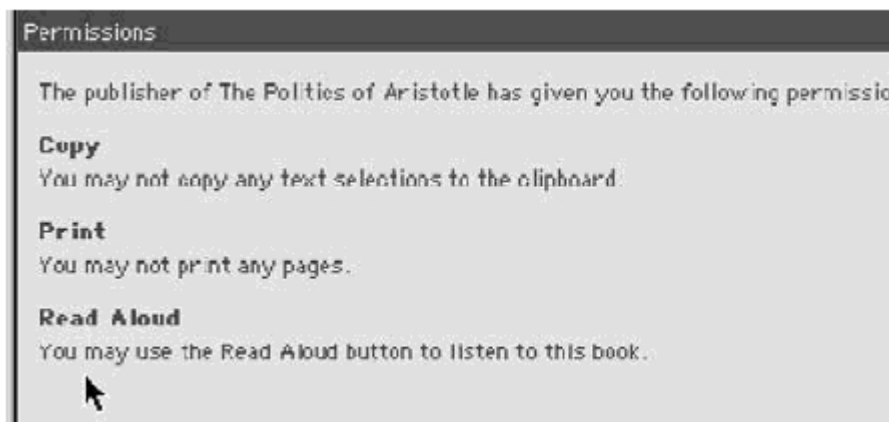 Permissions
The publisher of The Politics of Aristotle has given you the following permissio
Copy
You may not copy any text selections to the clipboard.
Print
You may not print any pages.
Read Aloud
You may use the Read Aloud button to listen to this book.